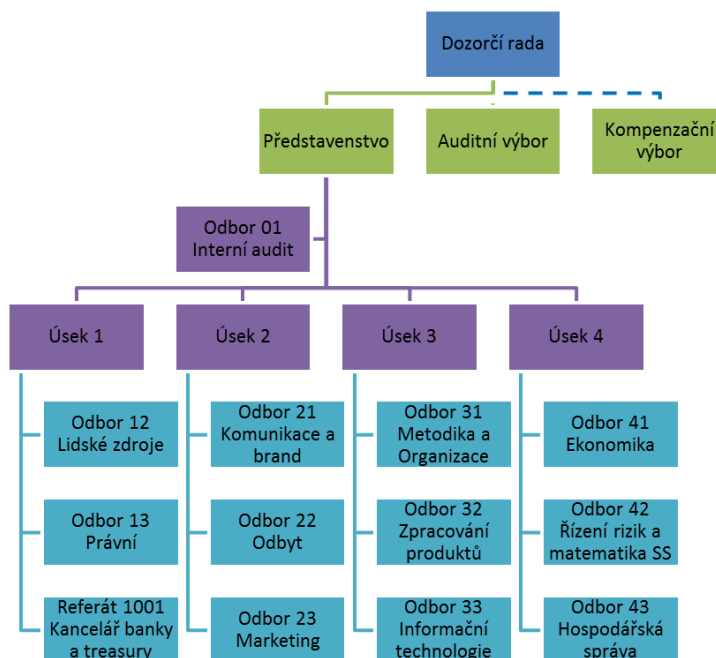 Dozorčí rada
Představenstvo
Auditní výbor
Kompenzační
výbor
Odbor 01
Interní audit
Úsek 1
Úsek 2
Úsek 3
Úsek 4
Odbor 12
Lidské zdroje
Odbor 21
Komunikace a
brand
Odbor 31
Metodika a
Organizace
Odbor 41
Ekonomika
Odbor 13
Právní
Odbor 22
Odbyt
Odbor 32
Zpracování
produktů
Odbor 42
Řízení rizik a
matematika SS
Referát 1001
Kancelář banky
a treasury
Odbor 23
Marketing
Odbor 33
Informační
technologie
Odbor 43
Hospodářská
správa